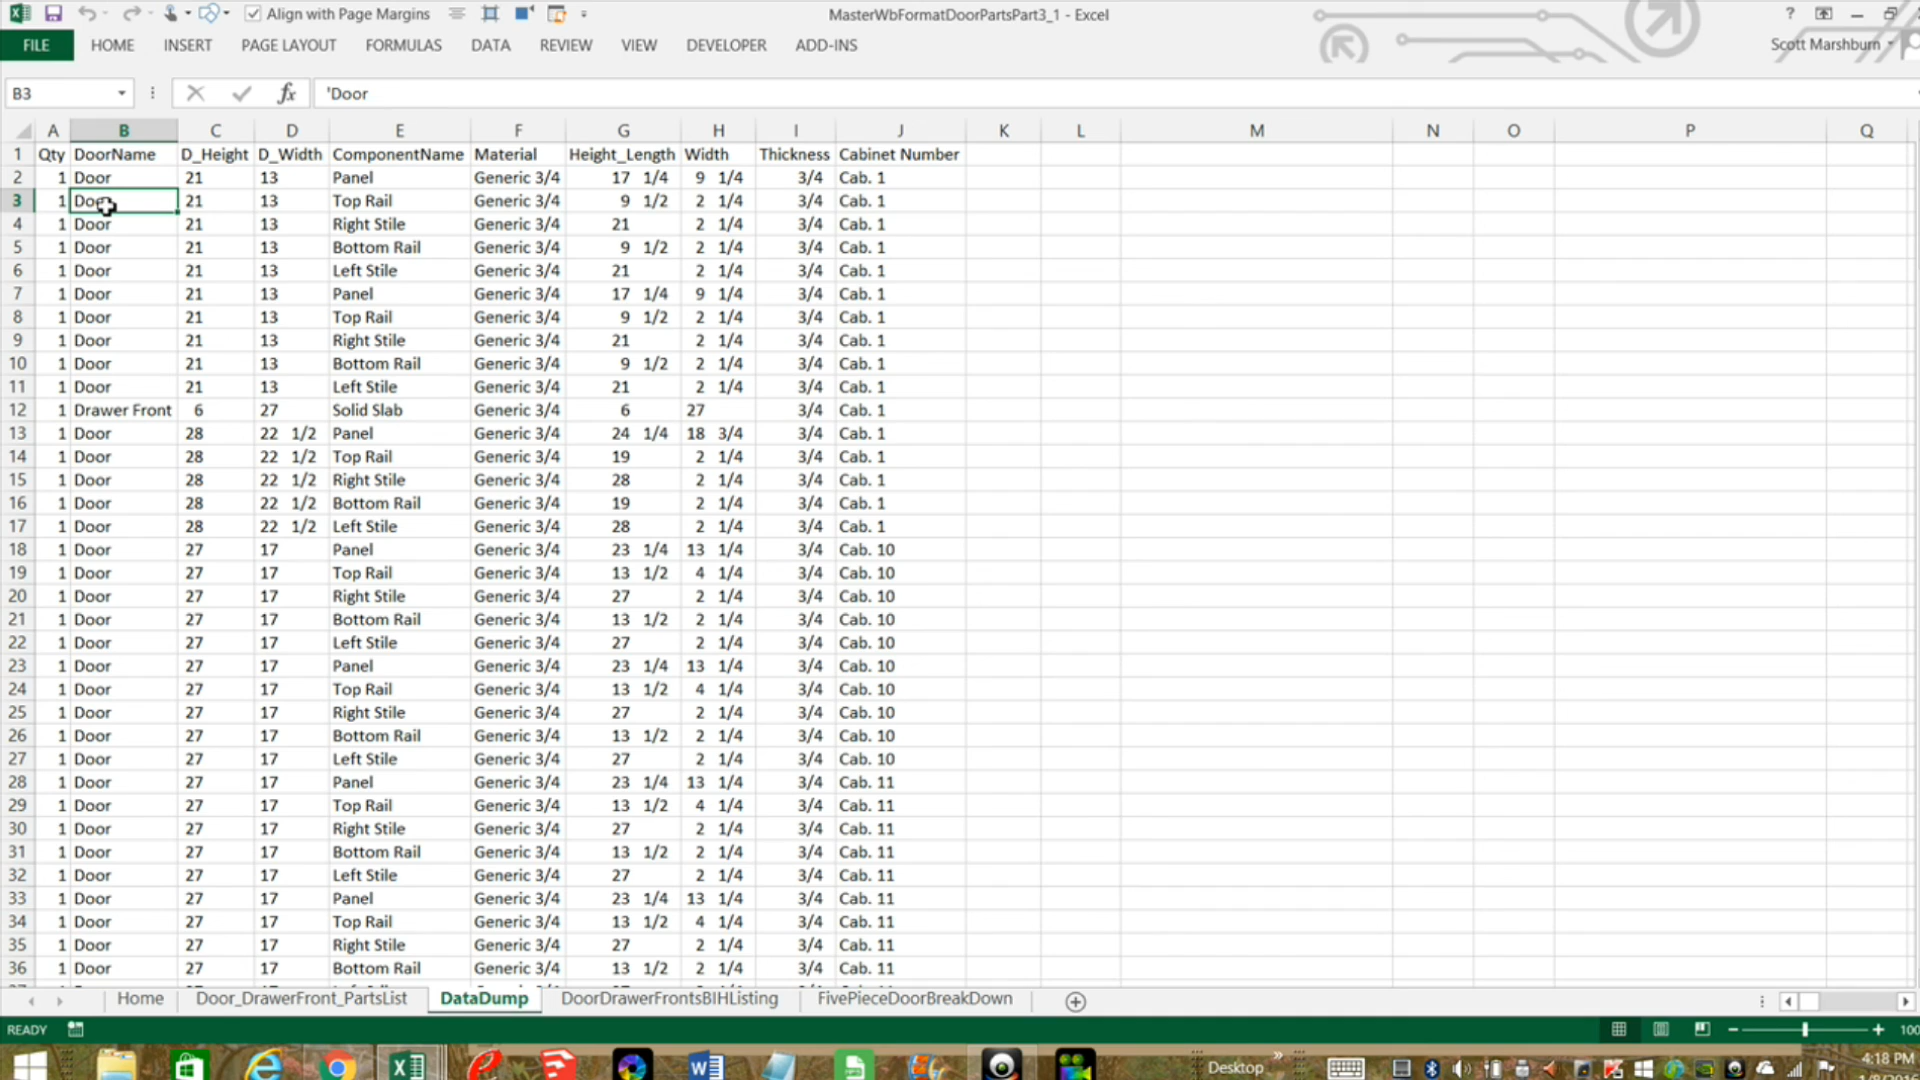 Align with Page Margins
MasterWbFormatDoorPartsPart3_1 - Excel
?
FILE HOME INSERT PAGE LAYOUT FORMULAS DATA REVIEW VIEW DEVELOPER ADD-INS Scott Marshburn
B3 fx 'Door
A B C D E F G H I J K L M N O P Q
1 Qty DoorName D_Height D_Width ComponentName Material Height_Length Width Thickness Cabinet Number
2 1 Door 21 13 Panel Generic 3/4 17 1/4 9 1/4 3/4 Cab. 1
3 1 Door 21 13 Top Rail Generic 3/4 9 1/2 2 1/4 3/4 Cab. 1
4 1 Door 21 13 Right Stile Generic 3/4 21 2 1/4 3/4 Cab. 1
5 1 Door 21 13 Bottom Rail Generic 3/4 9 1/2 2 1/4 3/4 Cab. 1
6 1 Door 21 13 Left Stile Generic 3/4 21 2 1/4 3/4 Cab. 1
7 1 Door 21 13 Panel Generic 3/4 17 1/4 9 1/4 3/4 Cab. 1
8 1 Door 21 13 Top Rail Generic 3/4 9 1/2 2 1/4 3/4 Cab. 1
9 1 Door 21 13 Right Stile Generic 3/4 21 2 1/4 3/4 Cab. 1
10 1 Door 21 13 Bottom Rail Generic 3/4 9 1/2 2 1/4 3/4 Cab. 1
11 1 Door 21 13 Left Stile Generic 3/4 21 2 1/4 3/4 Cab. 1
12 1 Drawer Front 6 27 Solid Slab Generic 3/4 6 27 3/4 Cab. 1
13 1 Door 28 22 1/2 Panel Generic 3/4 24 1/4 18 3/4 3/4 Cab. 1
14 1 Door 28 22 1/2 Top Rail Generic 3/4 19 2 1/4 3/4 Cab. 1
15 1 Door 28 22 1/2 Right Stile Generic 3/4 28 2 1/4 3/4 Cab. 1
16 1 Door 28 22 1/2 Bottom Rail Generic 3/4 19 2 1/4 3/4 Cab. 1
17 1 Door 28 22 1/2 Left Stile Generic 3/4 28 2 1/4 3/4 Cab. 1
18 1 Door 27 17 Panel Generic 3/4 23 1/4 13 1/4 3/4 Cab. 10
19 1 Door 27 17 Top Rail Generic 3/4 13 1/2 4 1/4 3/4 Cab. 10
20 1 Door 27 17 Right Stile Generic 3/4 27 2 1/4 3/4 Cab. 10
21 1 Door 27 17 Bottom Rail Generic 3/4 13 1/2 2 1/4 3/4 Cab. 10
22 1 Door 27 17 Left Stile Generic 3/4 27 2 1/4 3/4 Cab. 10
23 1 Door 27 17 Panel Generic 3/4 23 1/4 13 1/4 3/4 Cab. 10
24 1 Door 27 17 Top Rail Generic 3/4 13 1/2 4 1/4 3/4 Cab. 10
25 1 Door 27 17 Right Stile Generic 3/4 27 2 1/4 3/4 Cab. 10
26 1 Door 27 17 Bottom Rail Generic 3/4 13 1/2 2 1/4 3/4 Cab. 10
27 1 Door 27 17 Left Stile Generic 3/4 27 2 1/4 3/4 Cab. 10
28 1 Door 27 17 Panel Generic 3/4 23 1/4 13 1/4 3/4 Cab. 11
29 1 Door 27 17 Top Rail Generic 3/4 13 1/2 4 1/4 3/4 Cab. 11
30 1 Door 27 17 Right Stile Generic 3/4 27 2 1/4 3/4 Cab. 11
31 1 Door 27 17 Bottom Rail Generic 3/4 13 1/2 2 1/4 3/4 Cab. 11
32 1 Door 27 17 Left Stile Generic 3/4 27 2 1/4 3/4 Cab. 11
33 1 Door 27 17 Panel Generic 3/4 23 1/4 13 1/4 3/4 Cab. 11
34 1 Door 27 17 Top Rail Generic 3/4 13 1/2 4 1/4 3/4 Cab. 11
35 1 Door 27 17 Right Stile Generic 3/4 27 2 1/4 3/4 Cab. 11
36 1 Door 27 17 Bottom Rail Generic 3/4 13 1/2 2 1/4 3/4 Cab. 11
Home Door_DrawerFront_PartsList DataDump DoorDrawerFrontsBIHListing FivePieceDoorBreakDown
READY 100
Desktop 4:18 PM